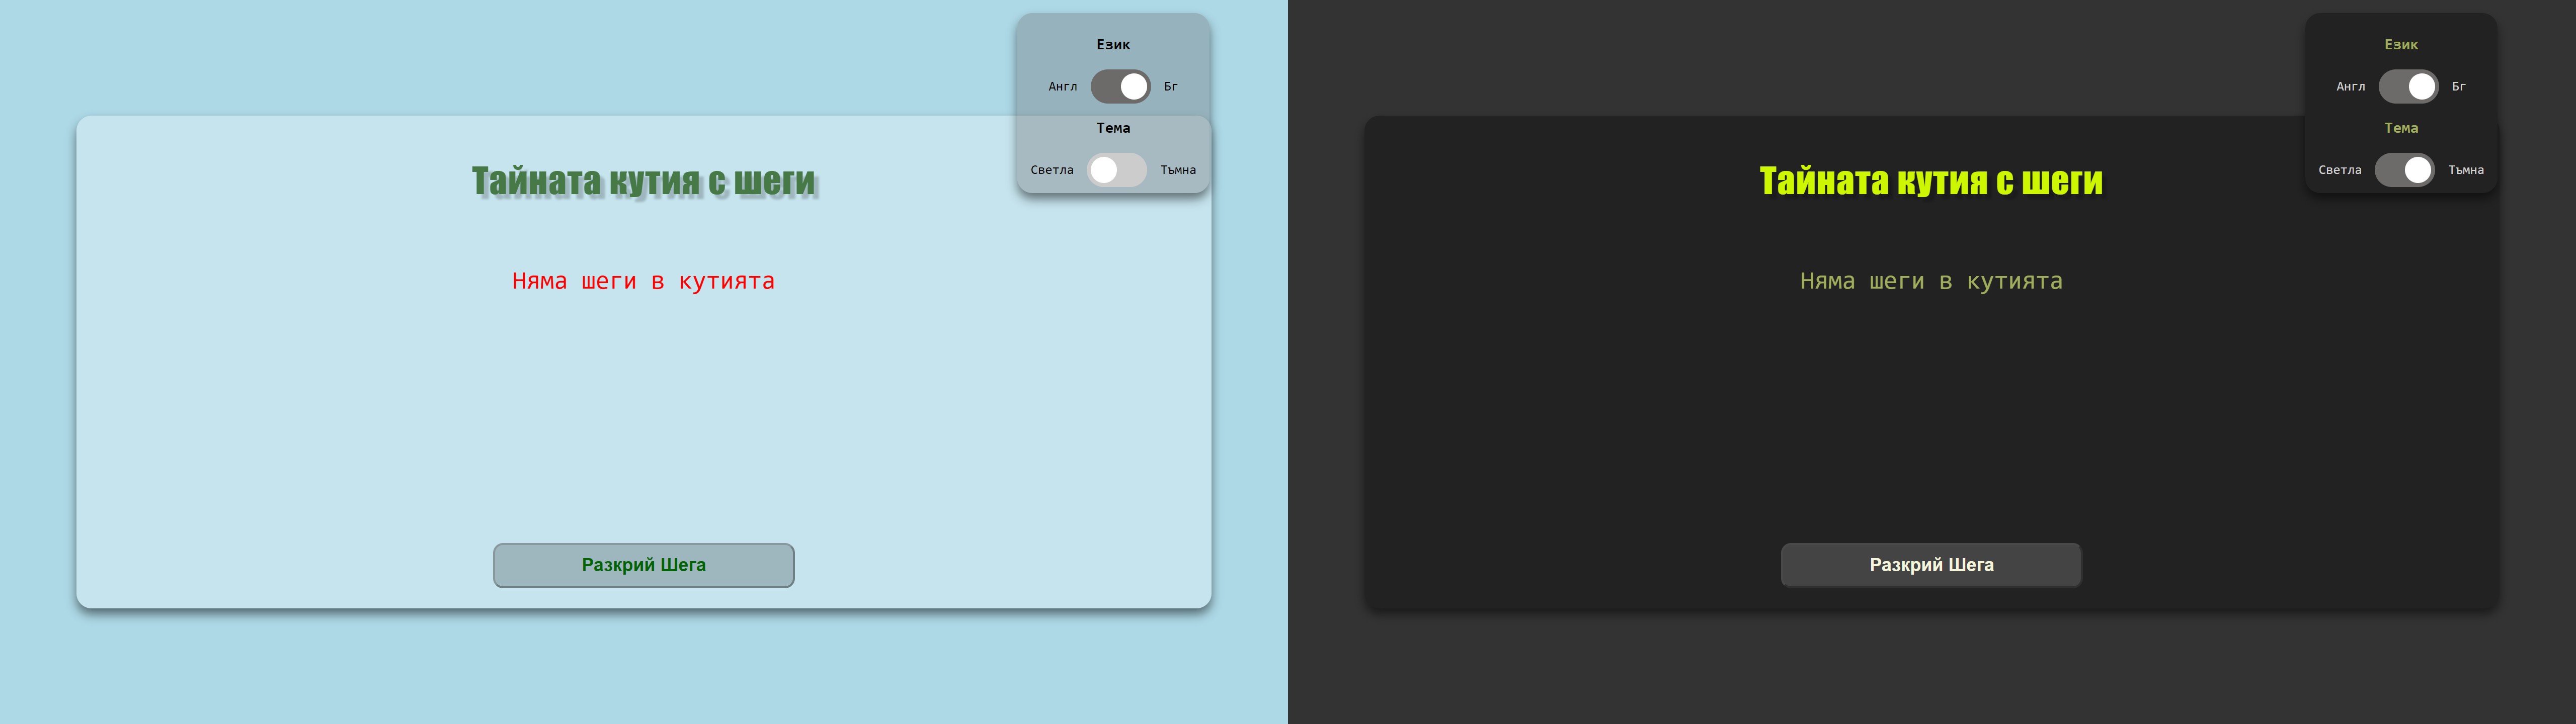 Език
Англ Бг
Тема
Светла Тъмна
Тайната кутия с шеги
Няма шеги в кутията
Разкрий Шега
Език
Англ Бг
Тема
Светла Тъмна
Тайната кутия с шеги
Няма шеги в кутията
Разкрий Шега